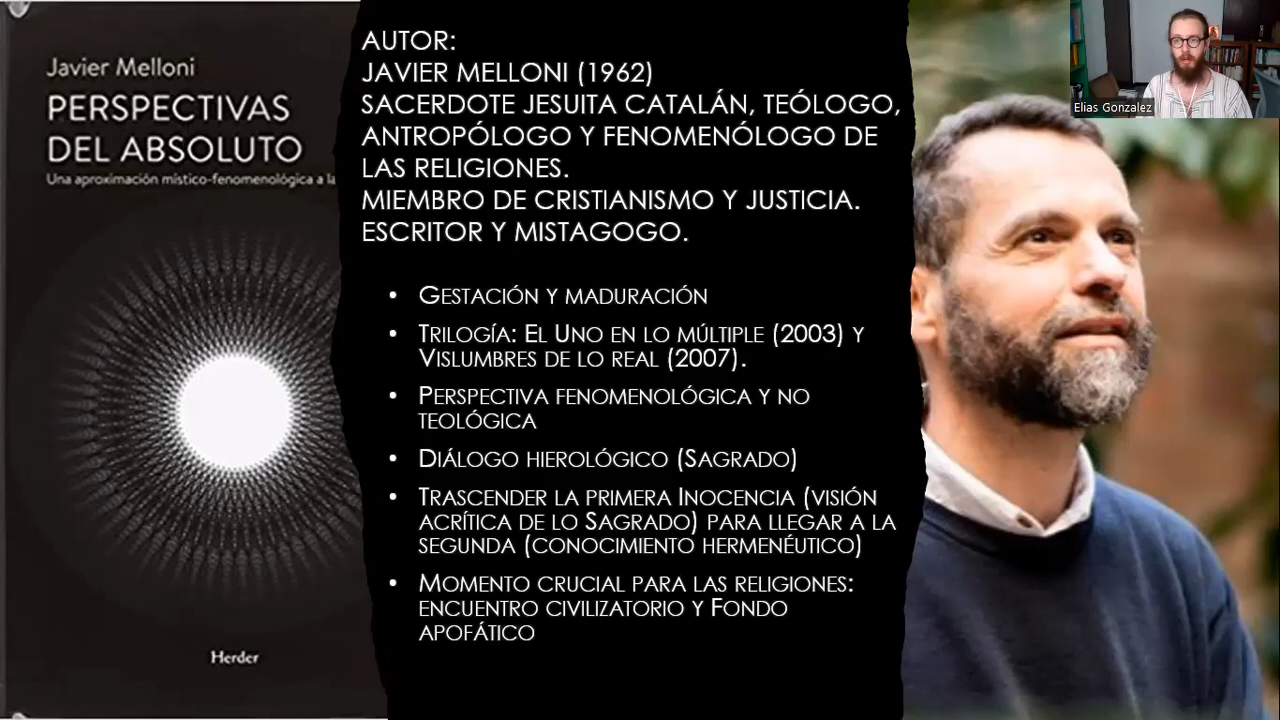 Javier Melloni
PERSPECTIVAS
DEL ABSOLUTO
Una aproximación místico-fenomenológica a la
Herder
AUTOR:
JAVIER MELLONI (1962)
SACERDOTE JESUITA CATALÁN, TEÓLOGO,
ANTROPÓLOGO Y FENOMENÓLOGO DE
LAS RELIGIONES.
MIEMBRO DE CRISTIANISMO Y JUSTICIA.
ESCRITOR Y MISTAGOGO.
• GESTACIÓN Y MADURACIÓN
• TRILOGÍA: EL UNO EN LO MÚLTIPLE (2003) Y
VISLUMBRES DE LO REAL (2007).
• PERSPECTIVA FENOMENOLÓGICA Y NO
TEOLÓGICA
• DIÁLOGO HIEROLÓGICO (SAGRADO)
• TRASCENDER LA PRIMERA INOCENCIA (VISIÓN
ACRÍTICA DE LO SAGRADO) PARA LLEGAR A LA
SEGUNDA (CONOCIMIENTO HERMENÉUTICO)
• MOMENTO CRUCIAL PARA LAS RELIGIONES:
ENCUENTRO CIVILIZATORIO Y FONDO
APOFÁTICO
Elias Gonzalez